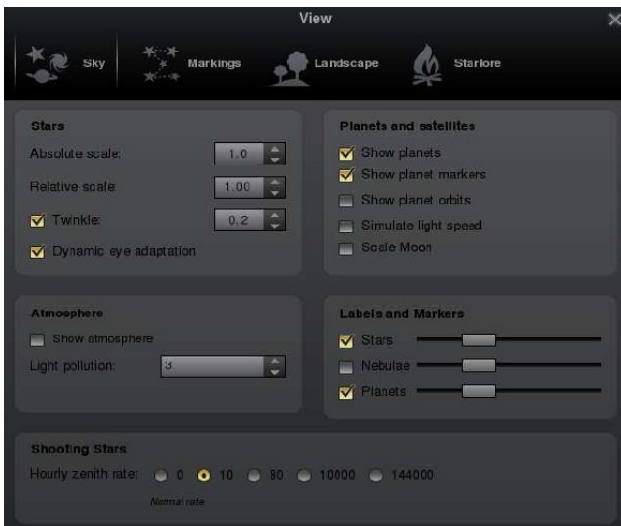 View
Sky
Markings
Landscape
Starlore
Stars
Absolute scale: 1.0
Relative scale: 1.00
Twinkle: 0.2
Dynamic eye adaptation
Planets and satellites
Show planets
Show planet markers
Show planet orbits
Simulate light speed
Scale Moon
Atmosphere
Show atmosphere
Light pollution: 3
Labels and Markers
Stars
Nebulae
Planets
Shooting Stars
Hourly zenith rate: 0 10 80 10000 144000
Normal rate